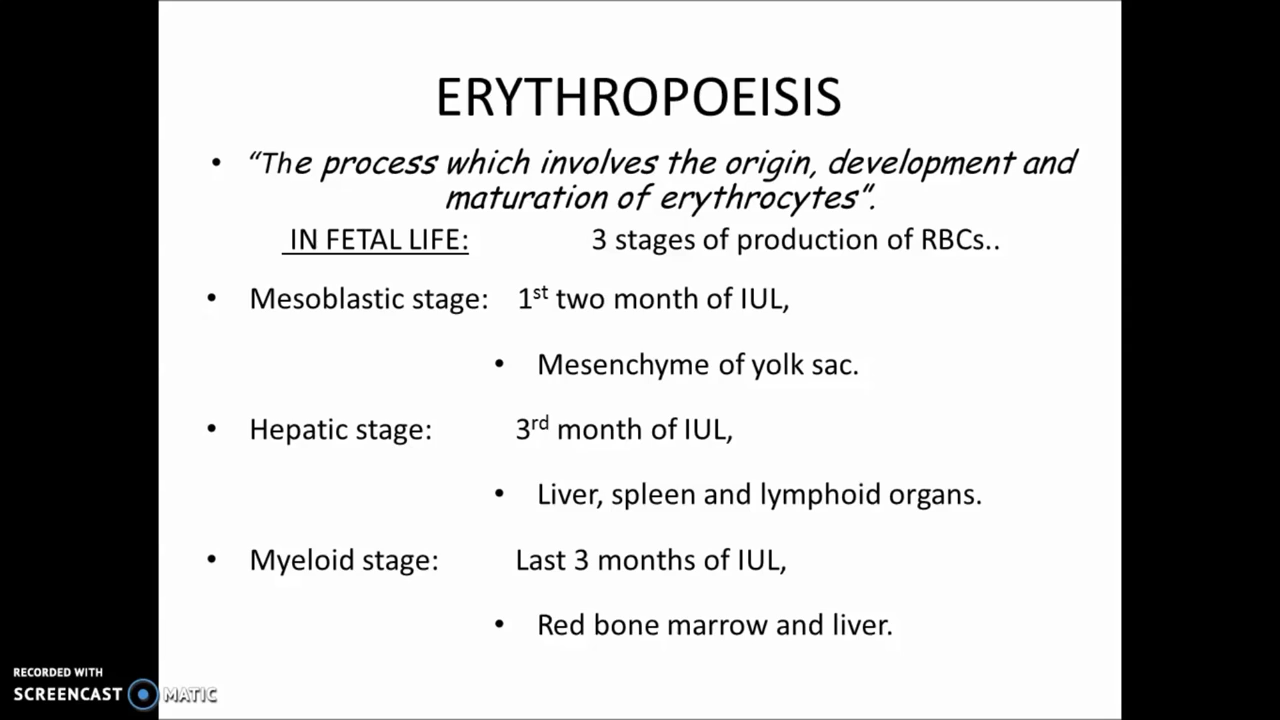 ERYTHROPOEISIS
• “The process which involves the origin, development and
maturation of erythrocytes”.
IN FETAL LIFE: 3 stages of production of RBCs..
• Mesoblastic stage: 1st two month of IUL,
• Mesenchyme of yolk sac.
• Hepatic stage: 3rd month of IUL,
• Liver, spleen and lymphoid organs.
• Myeloid stage: Last 3 months of IUL,
• Red bone marrow and liver.
RECORDED WITH
SCREENCAST MATIC